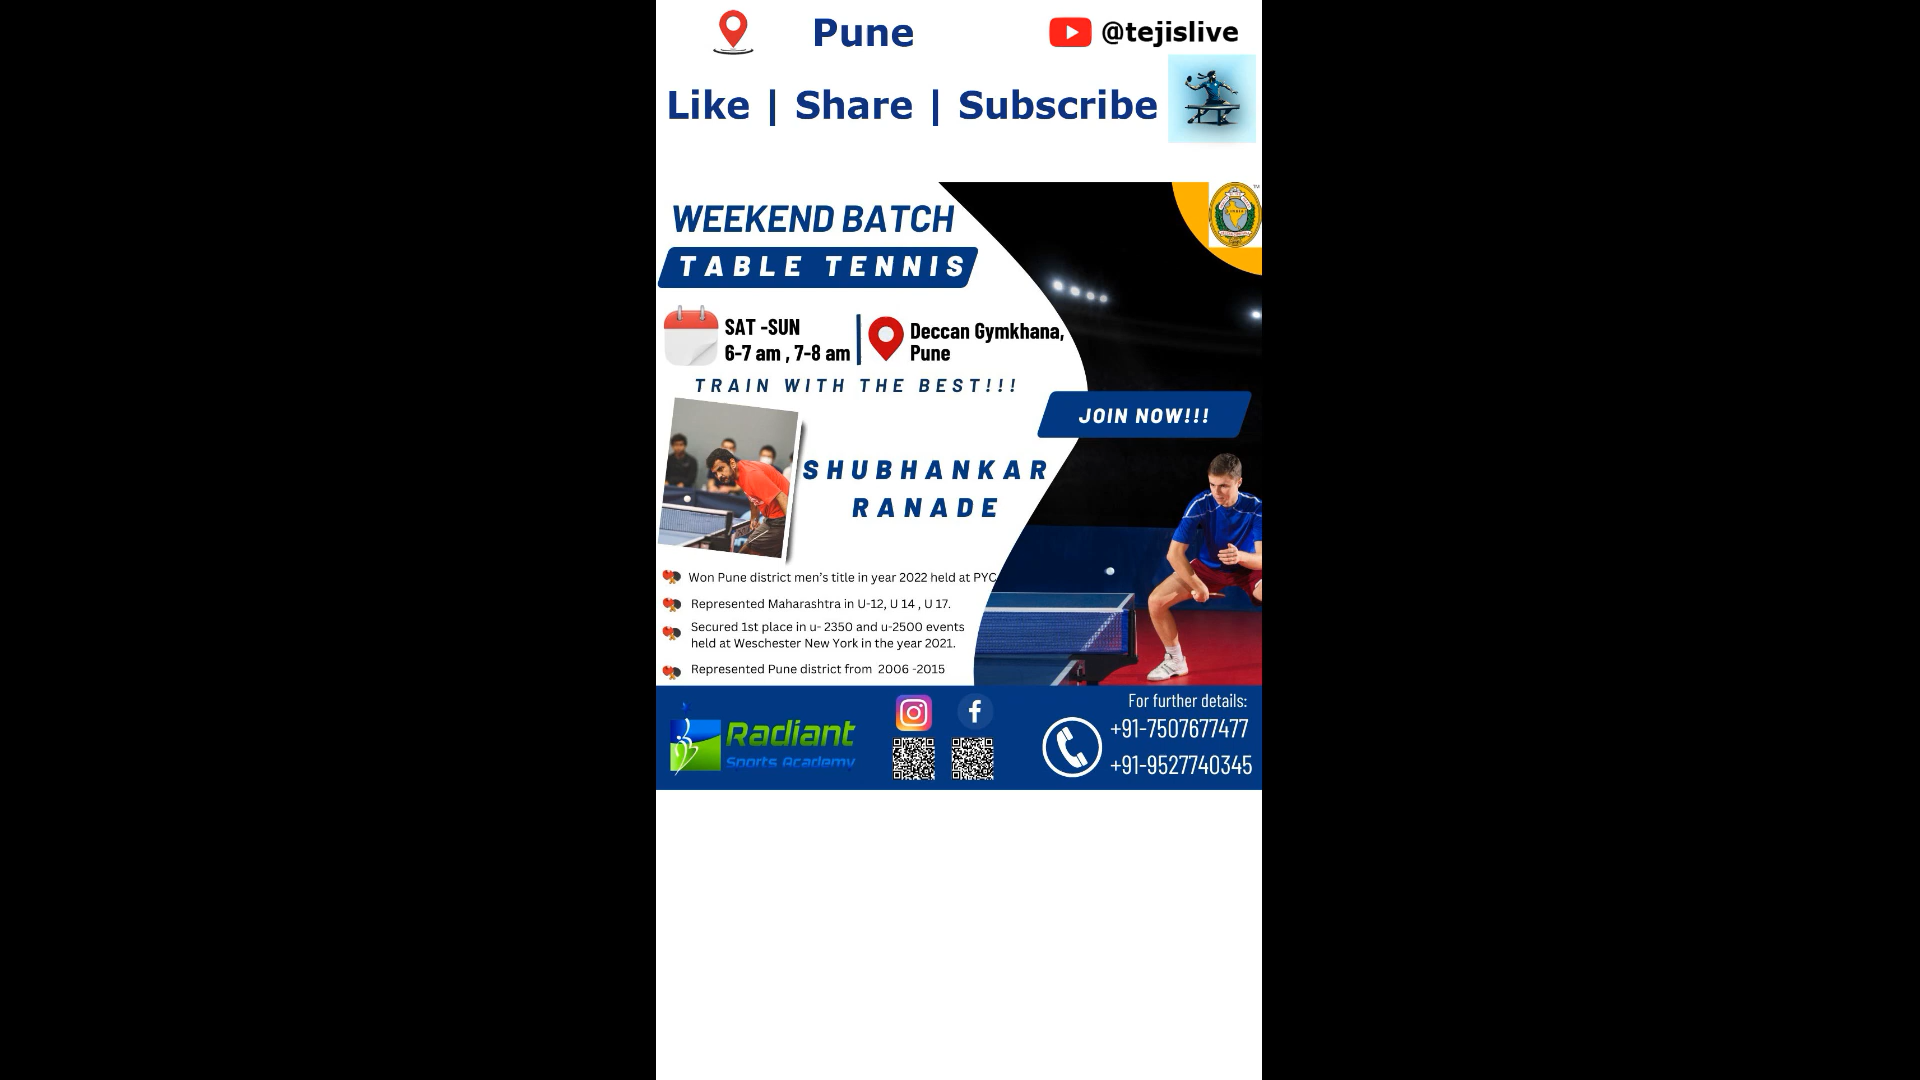 Pune
@tejislive
Like | Share | Subscribe
WEEKEND BATCH
TABLE TENNIS
SAT -SUN
6-7 am , 7-8 am
Deccan Gymkhana,
Pune
TRAIN WITH THE BEST!!!
JOIN NOW!!!
SHUBHANKAR
RANADE
Won Pune district men's title in year 2022 held at PYC
Represented Maharashtra in U-12, U 14 , U 17.
Secured 1st place in u- 2350 and u-2500 events
held at Weschester New York in the year 2021.
Represented Pune district from 2006 -2015
Radiant
Sports Academy
For further details:
+91-7507677477
+91-9527740345